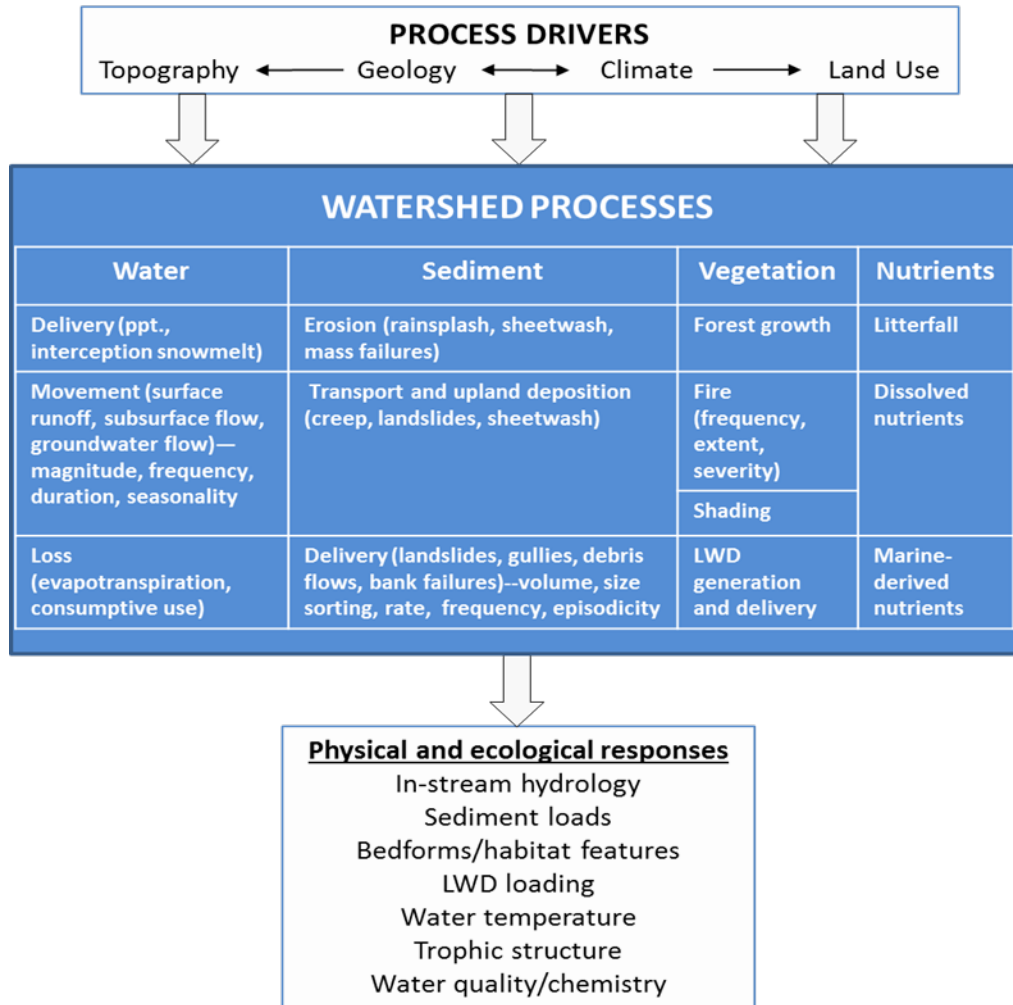 PROCESS DRIVERS
Topography Geology Climate Land Use
WATERSHED PROCESSES
Water Sediment Vegetation Nutrients
Delivery (ppt.,
interception snowmelt)
Erosion (rainsplash, sheetwash,
mass failures)
Forest growth
Litterfall
Movement (surface
runoff, subsurface flow,
groundwater flow)—
magnitude, frequency,
duration, seasonality
Transport and upland deposition
(creep, landslides, sheetwash)
Fire
(frequency,
extent,
severity)
Shading
Dissolved
nutrients
Loss
(evapotranspiration,
consumptive use)
Delivery (landslides, gullies, debris
flows, bank failures)--volume, size
sorting, rate, frequency, episodicity
LWD
generation
and delivery
Marine-
derived
nutrients
Physical and ecological responses
In-stream hydrology
Sediment loads
Bedforms/habitat features
LWD loading
Water temperature
Trophic structure
Water quality/chemistry